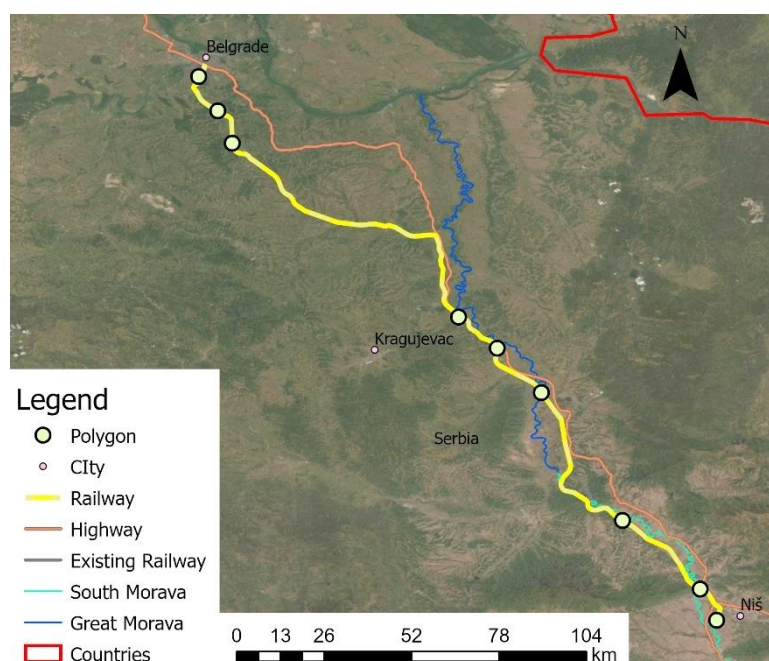 Belgrade
N
Kragujevac
Serbia
Niš
Legend
Polygon
CIty
Railway
Highway
Existing Railway
South Morava
Great Morava
Countries
0 13 26 52 78 104
km